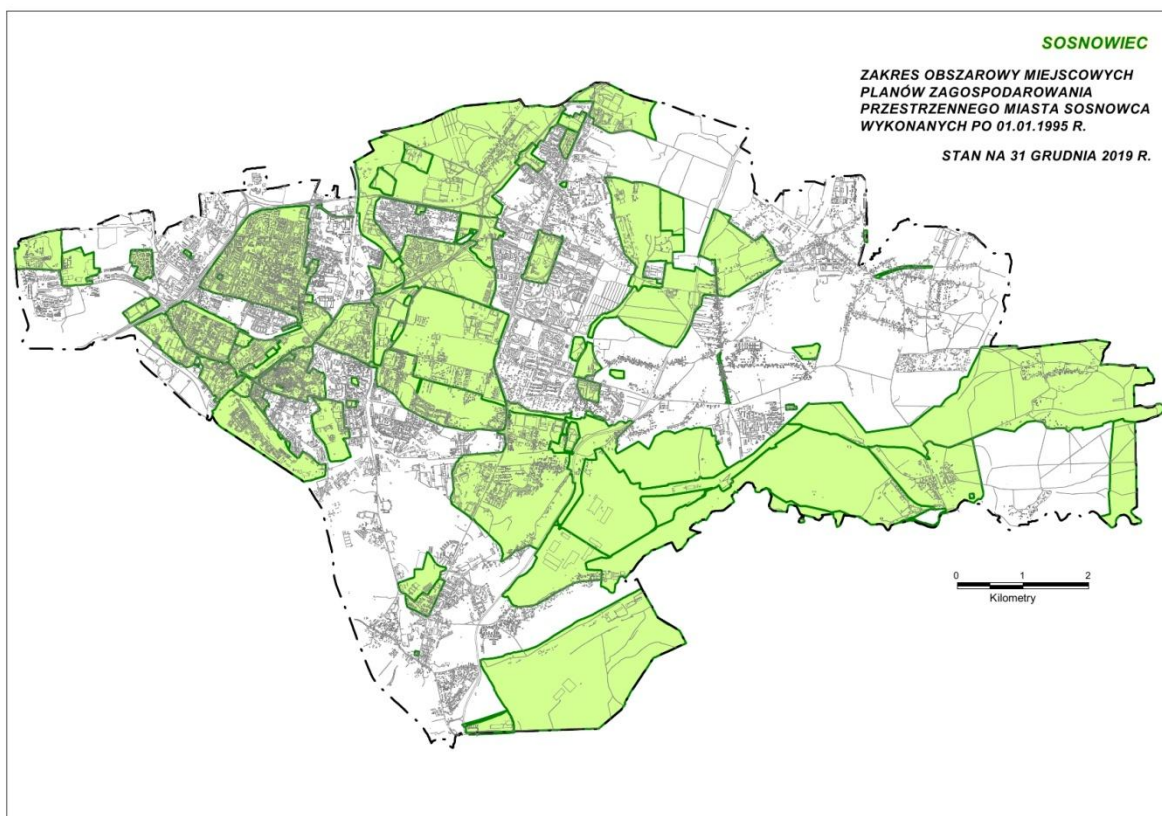 SOSNOWIEC
ZAKRES OBSZAROWY MIEJSCOWYCH
PLANÓW ZAGOSPODAROWANIA
PRZESTRZENNEGO MIASTA SOSNOWCA
WYKONANYCH PO 01.01.1995 R.
STAN NA 31 GRUDNIA 2019 R.
0 1 2
Kilometry